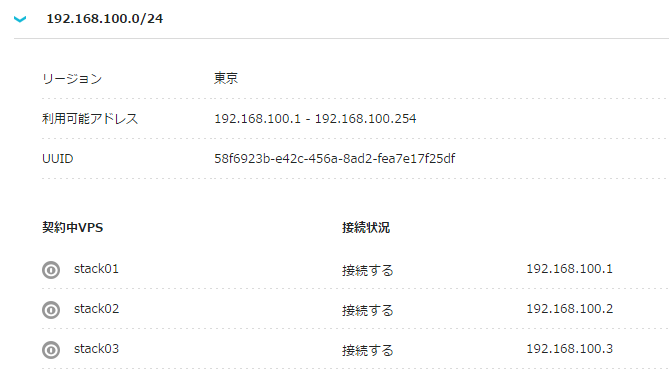 192.168.100.0/24
リージョン 東京
利用可能アドレス 192.168.100.1 - 192.168.100.254
UUID 58f6923b-e42c-456a-8ad2-fea7e17f25df
契約中VPS 接続状況
stack01 接続する 192.168.100.1
stack02 接続する 192.168.100.2
stack03 接続する 192.168.100.3